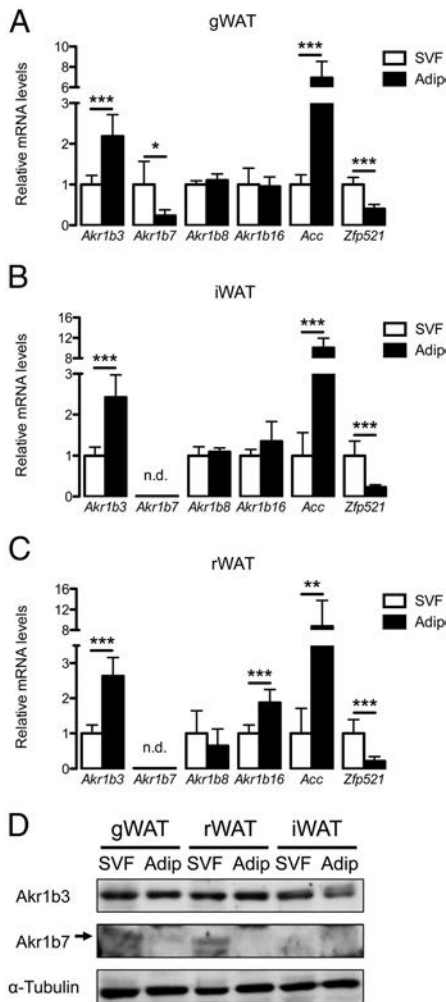 A
gWAT
Relative mRNA levels
10
8
6
4
3
2
1
0
***
*
***
***
SVF
Adip
Akr1b3 Akr1b7 Akr1b8 Akr1b16 Acc Zfp521
B
iWAT
Relative mRNA levels
16
12
8
4
3
2
1
0
***
n.d.
***
***
SVF
Adip
Akr1b3 Akr1b7 Akr1b8 Akr1b16 Acc Zfp521
C
rWAT
Relative mRNA levels
16
12
8
4
3
2
1
0
***
n.d.
***
**
***
SVF
Adip
Akr1b3 Akr1b7 Akr1b8 Akr1b16 Acc Zfp521
D
gWAT rWAT iWAT
SVF Adip SVF Adip SVF Adip
Akr1b3
Akr1b7
α-Tubulin